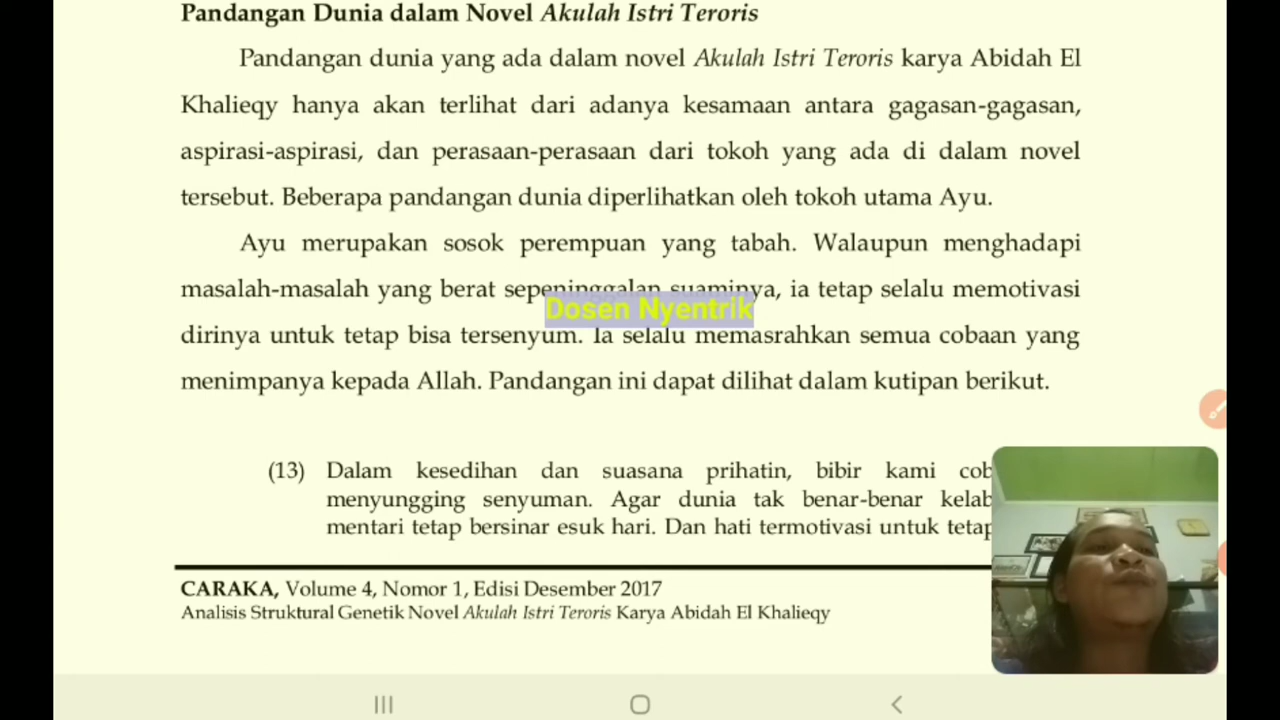 Pandangan Dunia dalam Novel Akulah Istri Teroris
Pandangan dunia yang ada dalam novel Akulah Istri Teroris karya Abidah El
Khalieqy hanya akan terlihat dari adanya kesamaan antara gagasan-gagasan,
aspirasi-aspirasi, dan perasaan-perasaan dari tokoh yang ada di dalam novel
tersebut. Beberapa pandangan dunia diperlihatkan oleh tokoh utama Ayu.
Ayu merupakan sosok perempuan yang tabah. Walaupun menghadapi
masalah-masalah yang berat sepeninggalan suaminya, ia tetap selalu memotivasi
Dosen Nyentrik
dirinya untuk tetap bisa tersenyum. Ia selalu memasrahkan semua cobaan yang
menimpanya kepada Allah. Pandangan ini dapat dilihat dalam kutipan berikut.
(13) Dalam kesedihan dan suasana prihatin, bibir kami cob
menyungging senyuman. Agar dunia tak benar-benar kelab
mentari tetap bersinar esuk hari. Dan hati termotivasi untuk tetap
CARAKA, Volume 4, Nomor 1, Edisi Desember 2017
Analisis Struktural Genetik Novel Akulah Istri Teroris Karya Abidah El Khalieqy